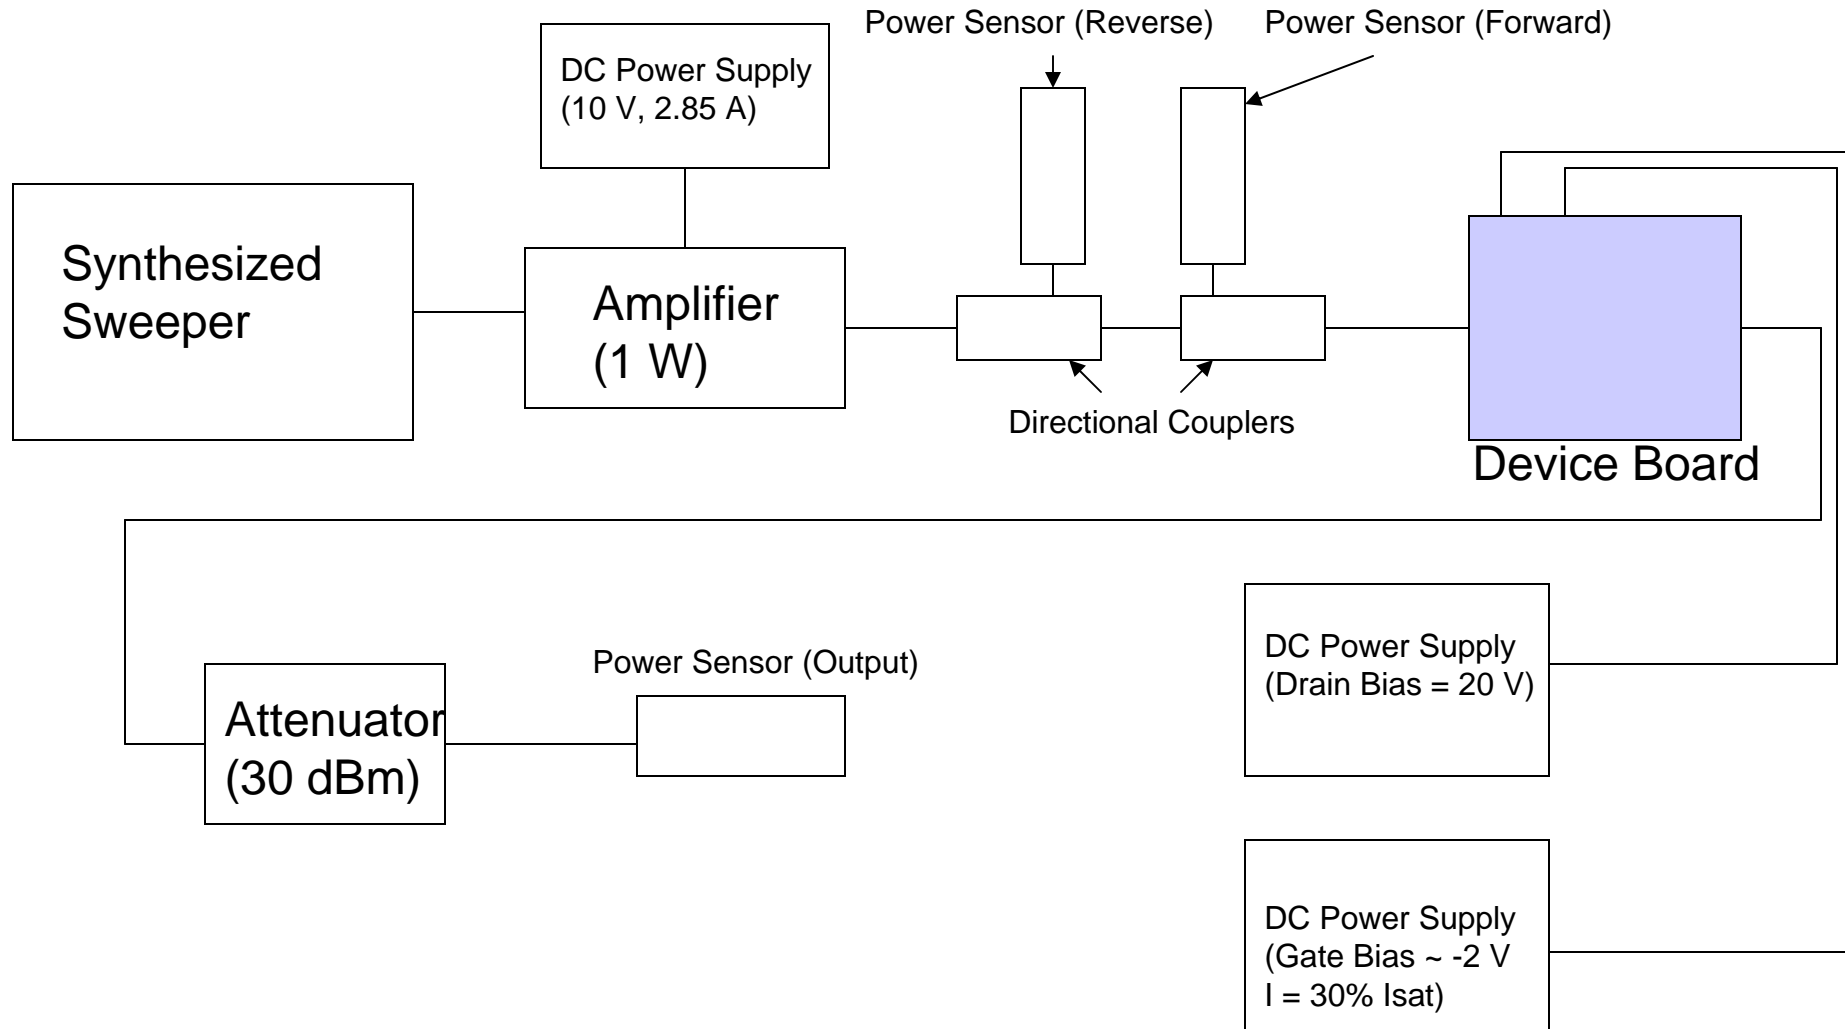 Power Sensor (Reverse)
Power Sensor (Forward)
DC Power Supply
(10 V, 2.85 A)
Synthesized
Sweeper
Amplifier
(1 W)
Directional Couplers
Device Board
Power Sensor (Output)
Attenuator
(30 dBm)
DC Power Supply
(Drain Bias = 20 V)
DC Power Supply
(Gate Bias ~ -2 V
I = 30% Isat)